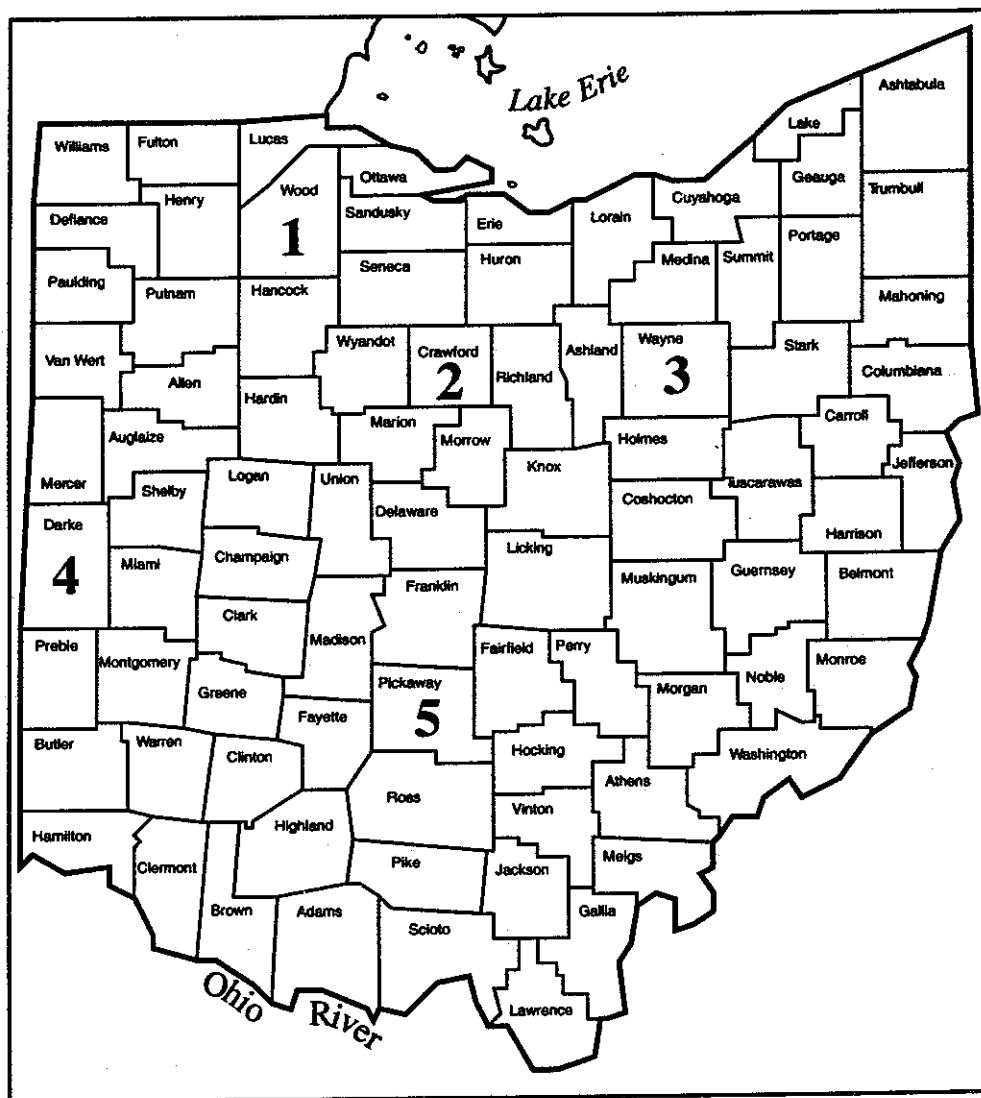 Lake Erie
Ashtabula
Lake
Williams
Fulton
Lucas
Geauga
Ottawa
Wood
Henry
Cuyahoga
Trumbull
Defiance
Sandusky
Erie
Lorain
Portage
1
Seneca
Huron
Medina
Summit
Paulding
Putnam
Hancock
Mahoning
Van Wert
Wyandot
Crawford
Ashland
Wayne
Stark
2
3
Allen
Richland
Columbiana
Hardin
Carroll
Marion
Auglaize
Morrow
Holmes
Knox
Jefferson
Mercer
Logan
Union
Shelby
Tuscarawas
Coshocton
Delaware
Darke
Harrison
Champaign
Licking
4
Miami
Franklin
Muskingum
Guernsey
Belmont
Clark
Madison
Preble
Fairfield
Perry
Montgomery
Monroe
Greene
Pickaway
Morgan
Noble
5
Fayette
Butler
Warren
Clinton
Hocking
Washington
Athens
Ross
Vinton
Hamilton
Highland
Clermont
Pike
Jackson
Meigs
Brown
Adams
Gallia
Scioto
Ohio
River
Lawrence